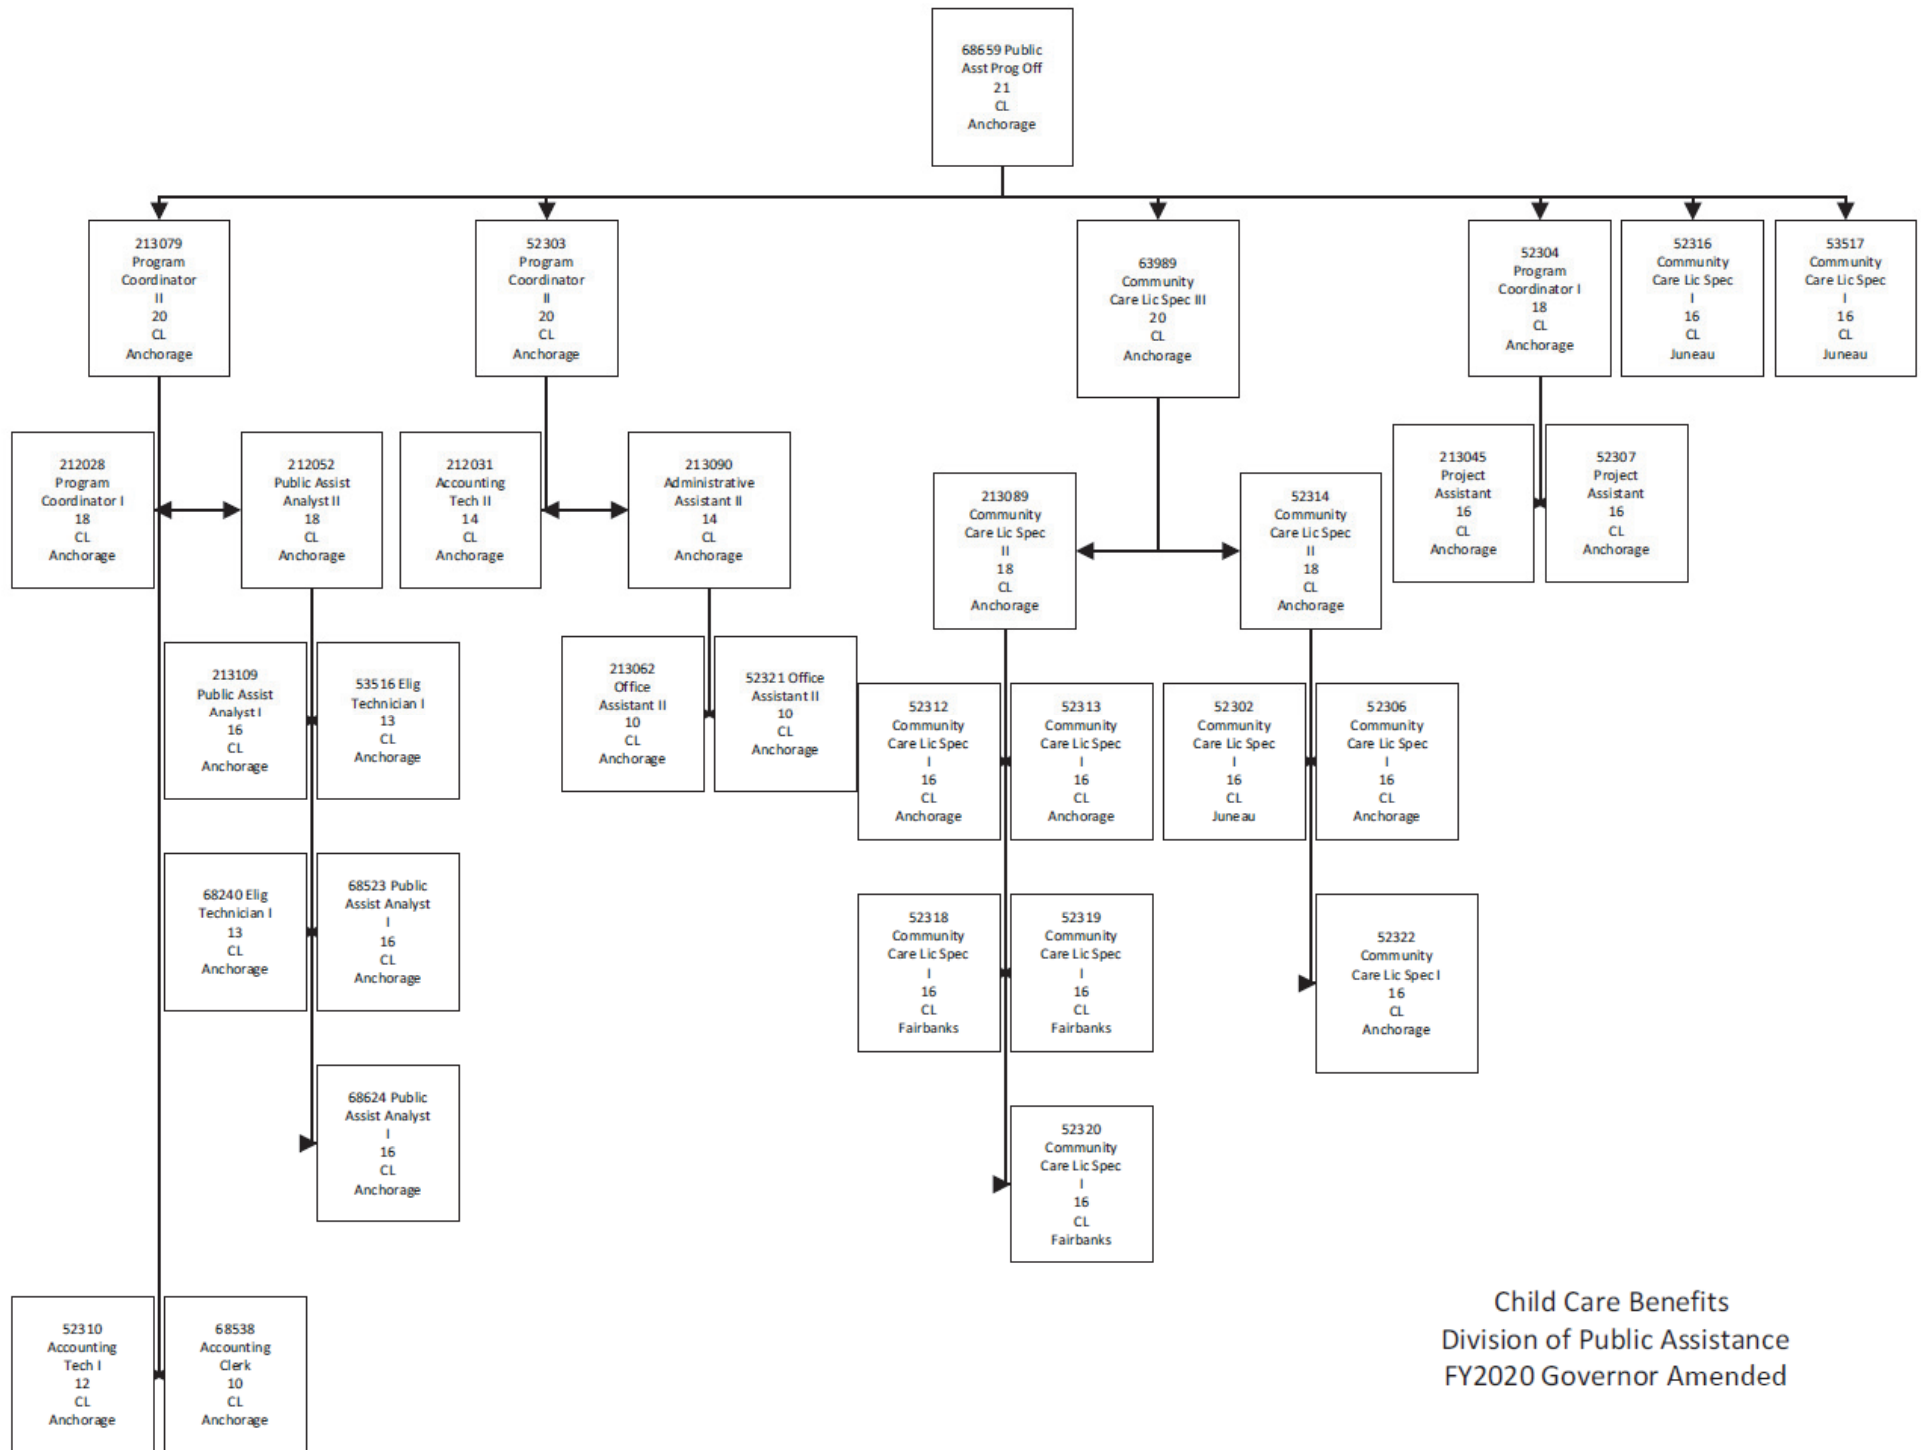 68659 Public
Asst Prog Off
21
CL
Anchorage
213079
Program
Coordinator
II
20
CL
Anchorage
52303
Program
Coordinator
II
20
CL
Anchorage
63989
Community
Care Lic Spec III
20
CL
Anchorage
52304
Program
Coordinator I
18
CL
Anchorage
52316
Community
Care Lic Spec
I
16
CL
Juneau
53517
Community
Care Lic Spec
I
16
CL
Juneau
212028
Program
Coordinator I
18
CL
Anchorage
212052
Public Assist
Analyst II
18
CL
Anchorage
212031
Accounting
Tech II
14
CL
Anchorage
213090
Administrative
Assistant II
14
CL
Anchorage
213089
Community
Care Lic Spec
II
18
CL
Anchorage
52314
Community
Care Lic Spec
II
18
CL
Anchorage
213045
Project
Assistant
16
CL
Anchorage
52307
Project
Assistant
16
CL
Anchorage
213109
Public Assist
Analyst I
16
CL
Anchorage
53516 Elig
Technician I
13
CL
Anchorage
213062
Office
Assistant II
10
CL
Anchorage
52321 Office
Assistant II
10
CL
Anchorage
52312
Community
Care Lic Spec
I
16
CL
Anchorage
52313
Community
Care Lic Spec
I
16
CL
Anchorage
52302
Community
Care Lic Spec
I
16
CL
Juneau
52306
Community
Care Lic Spec
I
16
CL
Anchorage
68240 Elig
Technician I
13
CL
Anchorage
68523 Public
Assist Analyst
I
16
CL
Anchorage
52318
Community
Care Lic Spec
I
16
CL
Fairbanks
52319
Community
Care Lic Spec
I
16
CL
Fairbanks
52322
Community
Care Lic Spec I
16
CL
Anchorage
68624 Public
Assist Analyst
I
16
CL
Anchorage
52320
Community
Care Lic Spec
I
16
CL
Fairbanks
52310
Accounting
Tech I
12
CL
Anchorage
68538
Accounting
Clerk
10
CL
Anchorage
Child Care Benefits
Division of Public Assistance
FY2020 Governor Amended